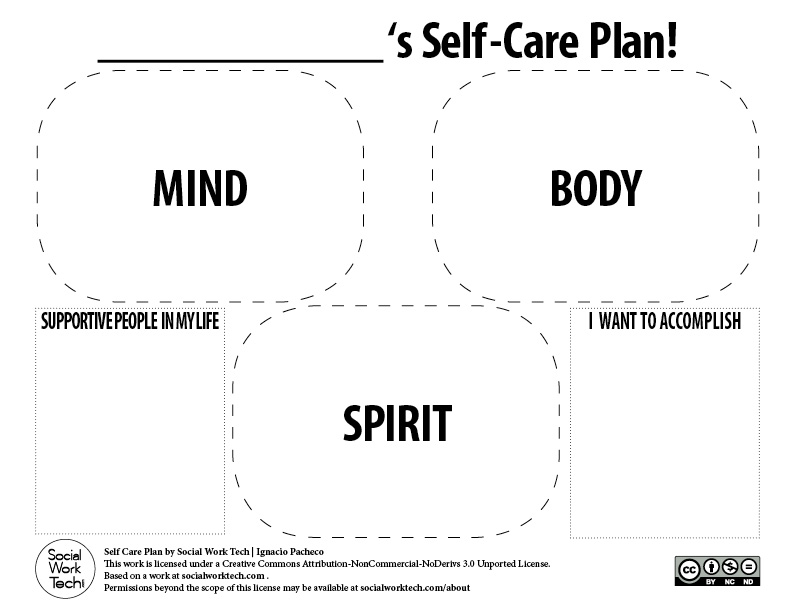 ‘s Self-Care Plan!
MIND
BODY
SUPPORTIVE PEOPLE IN MY LIFE
SPIRIT
I WANT TO ACCOMPLISH
Social
Work
Tech!
Self Care Plan by Social Work Tech | Ignacio Pacheco
This work is licensed under a Creative Commons Attribution-NonCommercial-NoDerivs 3.0 Unported License.
Based on a work at socialworktech.com .
Permissions beyond the scope of this license may be available at socialworktech.com/about
cc
BY NC ND